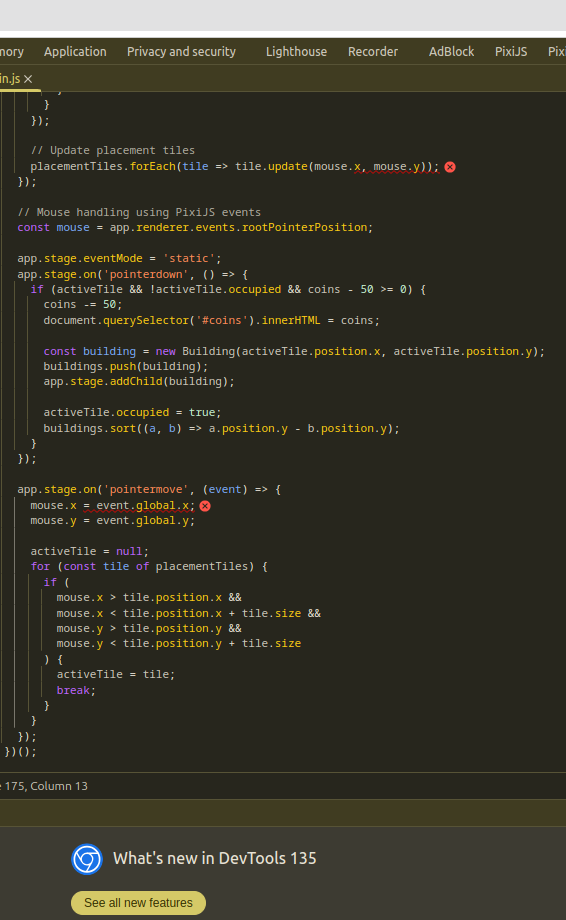 nory Application Privacy and security Lighthouse Recorder AdBlock PixiJS Pixi
in.js ×
}
}
});
// Update placement tiles
placementTiles.forEach(tile => tile.update(mouse.x, mouse.y));
});
// Mouse handling using PixiJS events
const mouse = app.renderer.events.rootPointerPosition;
app.stage.eventMode = 'static';
app.stage.on('pointerdown', () => {
if (activeTile && !activeTile.occupied && coins - 50 >= 0) {
coins -= 50;
document.querySelector('#coins').innerHTML = coins;
const building = new Building(activeTile.position.x, activeTile.position.y);
buildings.push(building);
app.stage.addChild(building);
activeTile.occupied = true;
buildings.sort((a, b) => a.position.y - b.position.y);
}
});
app.stage.on('pointermove', (event) => {
mouse.x = event.global.x;
mouse.y = event.global.y;
activeTile = null;
for (const tile of placementTiles) {
if (
mouse.x > tile.position.x &&
mouse.x < tile.position.x + tile.size &&
mouse.y > tile.position.y &&
mouse.y < tile.position.y + tile.size
) {
activeTile = tile;
break;
}
}
});
})();
e 175, Column 13
What's new in DevTools 135
See all new features